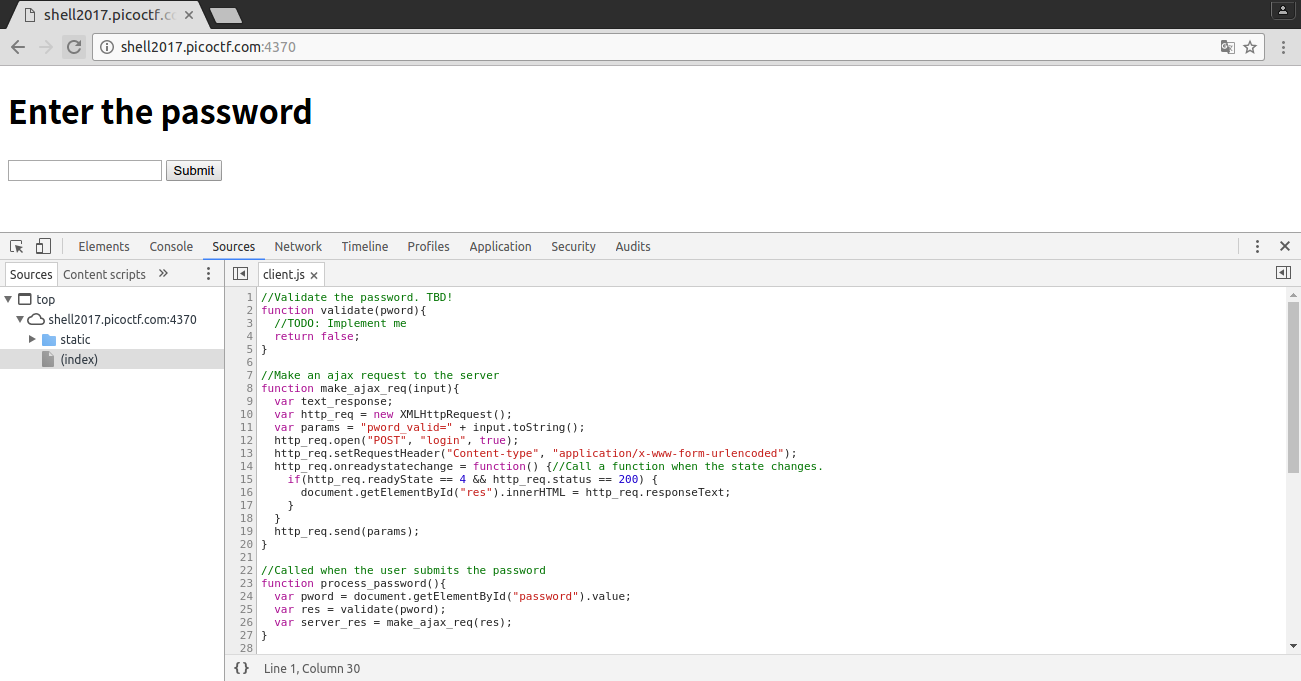 shell2017.picoctf.co
shell2017.picoctf.com:4370
Enter the password
Submit
Elements Console Sources Network Timeline Profiles Application Security Audits
Sources Content scripts » client.js ×
top
shell2017.picoctf.com:4370
static
(index)
1 //Validate the password. TBD!
2 function validate(pword){
3   //TODO: Implement me
4   return false;
5 }
6
7 //Make an ajax request to the server
8 function make_ajax_req(input){
9   var text_response;
10   var http_req = new XMLHttpRequest();
11   var params = "pword_valid=" + input.toString();
12   http_req.open("POST", "login", true);
13   http_req.setRequestHeader("Content-type", "application/x-www-form-urlencoded");
14   http_req.onreadystatechange = function() {//Call a function when the state changes.
15     if(http_req.readyState == 4 && http_req.status == 200) {
16       document.getElementById("res").innerHTML = http_req.responseText;
17     }
18   }
19   http_req.send(params);
20 }
21
22 //Called when the user submits the password
23 function process_password(){
24   var pword = document.getElementById("password").value;
25   var res = validate(pword);
26   var server_res = make_ajax_req(res);
27 }
28
{} Line 1, Column 30